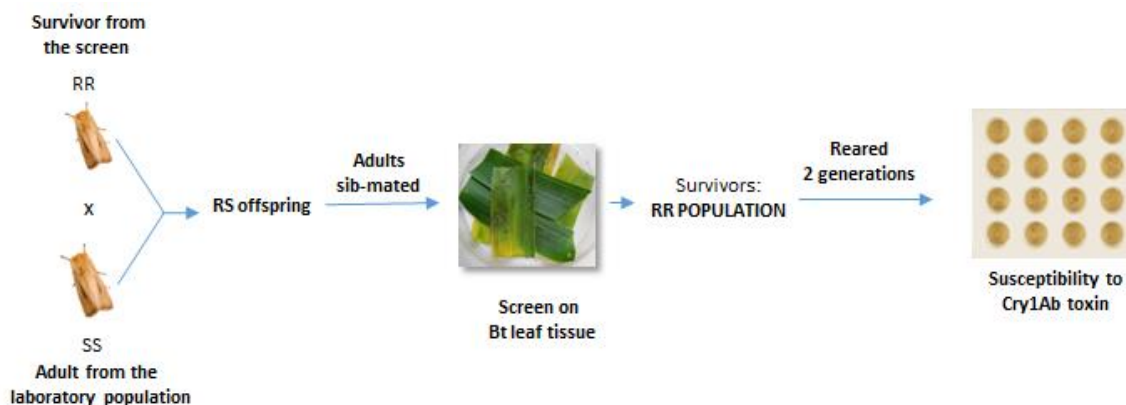 Survivor from
the screen
RR
x
SS
Adult from the
laboratory population
RS offspring
Adults
sib-mated
Screen on
Bt leaf tissue
Survivors:
RR POPULATION
Reared
2 generations
Susceptibility to
Cry1Ab toxin